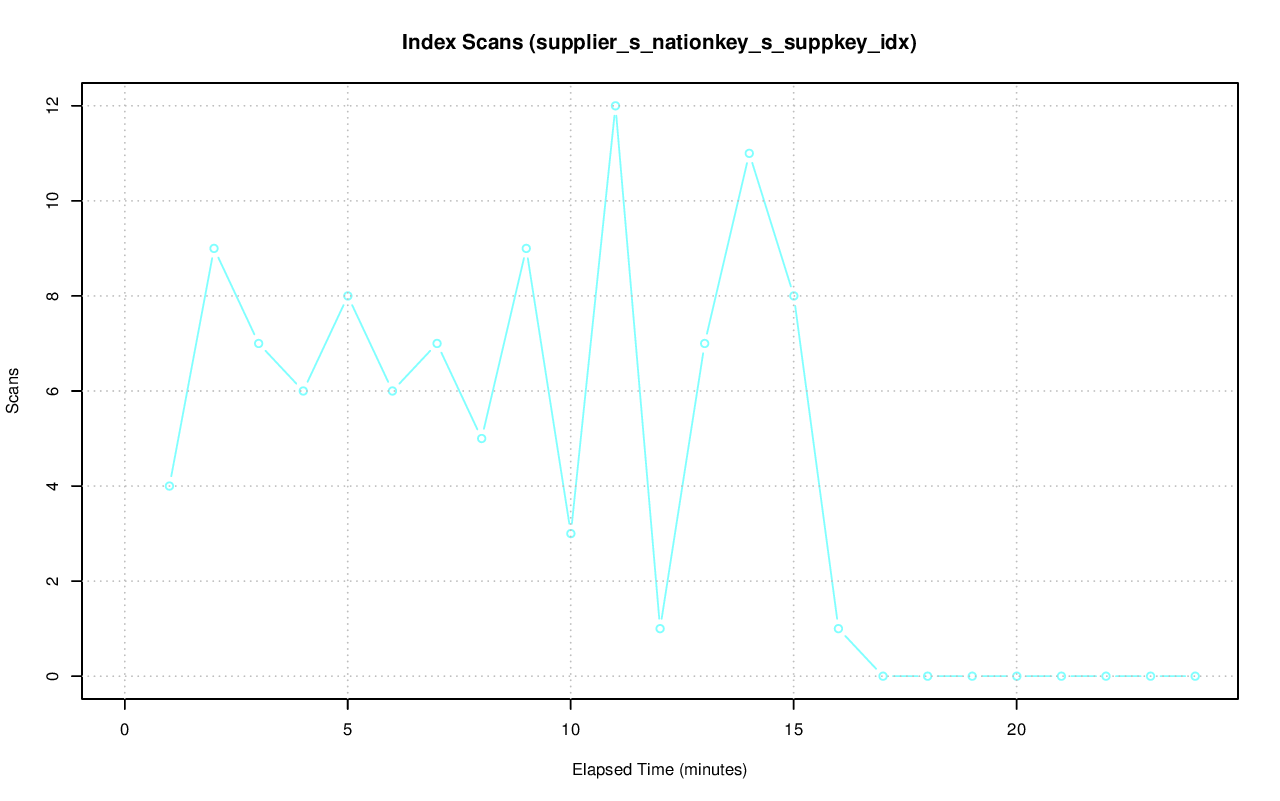 Index Scans (supplier_s_nationkey_s_suppkey_idx)
12
10
8
6
4
2
0
Scans
0 5 10 15 20
Elapsed Time (minutes)